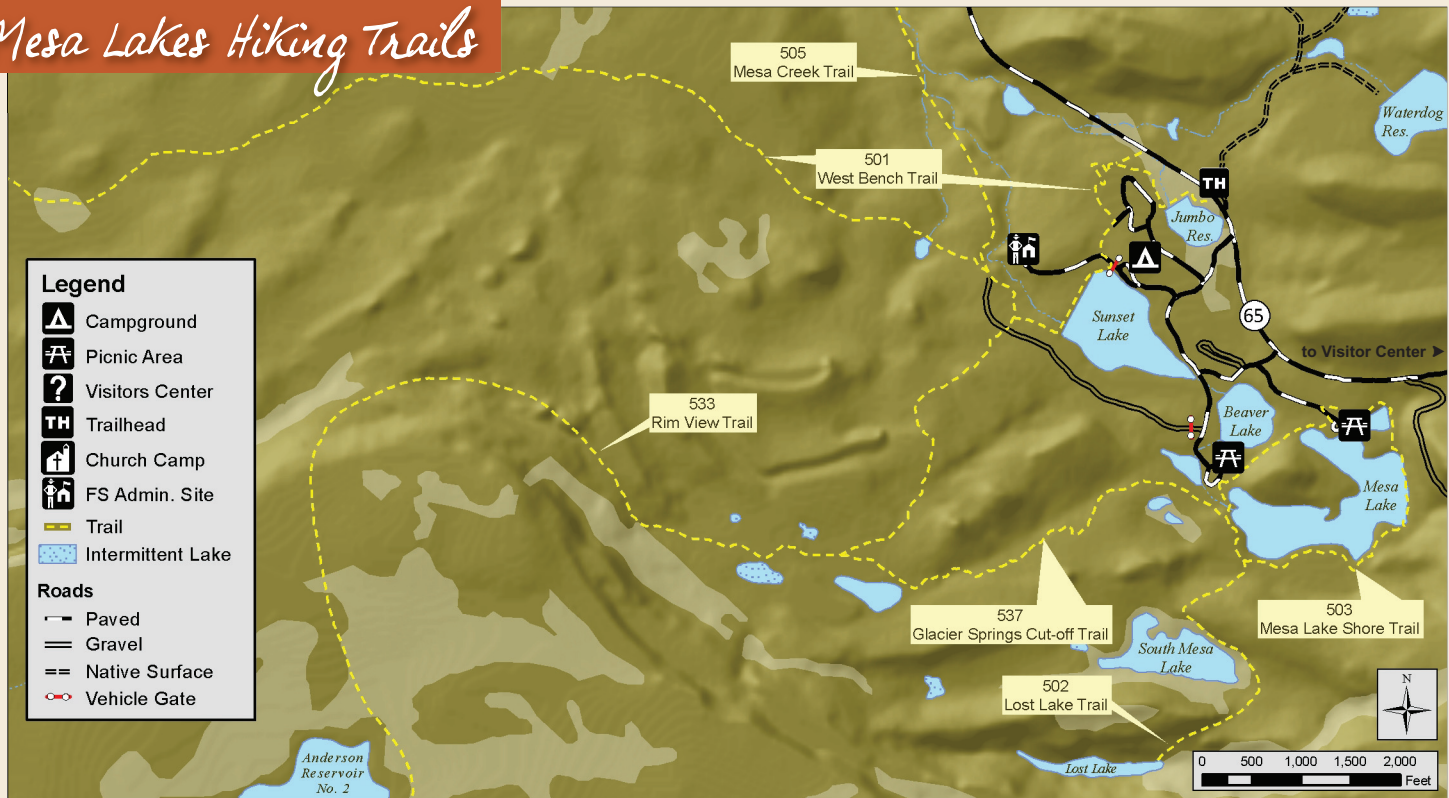 Mesa Lakes Hiking Trails
505
Mesa Creek Trail
Waterdog
Res.
501
West Bench Trail
TH
Jumbo
Res.
Legend
Campground
Picnic Area
? Visitors Center
TH Trailhead
Church Camp
FS Admin. Site
Trail
Intermittent Lake
Roads
Paved
Gravel
Native Surface
Vehicle Gate
Sunset
Lake
65
to Visitor Center ➤
533
Rim View Trail
Beaver
Lake
Mesa
Lake
537
Glacier Springs Cut-off Trail
503
Mesa Lake Shore Trail
South Mesa
Lake
502
Lost Lake Trail
Lost Lake
Anderson
Reservoir
No. 2
N
0 500 1,000 1,500 2,000
Feet